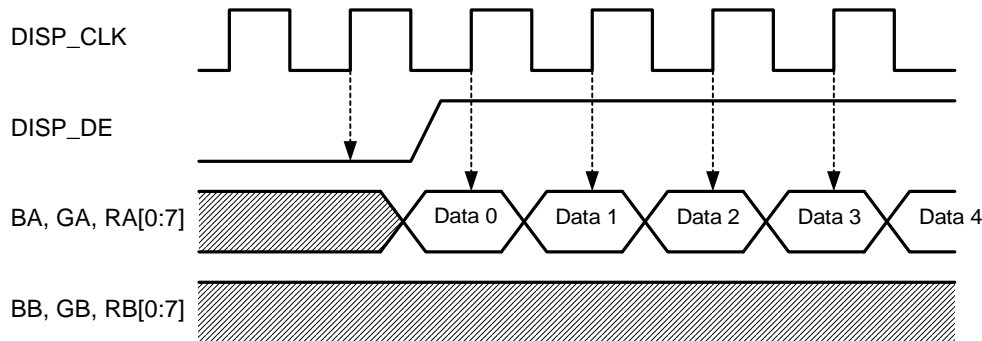 DISP_CLK
DISP_DE
BA, GA, RA[0:7] Data 0 Data 1 Data 2 Data 3 Data 4
BB, GB, RB[0:7]